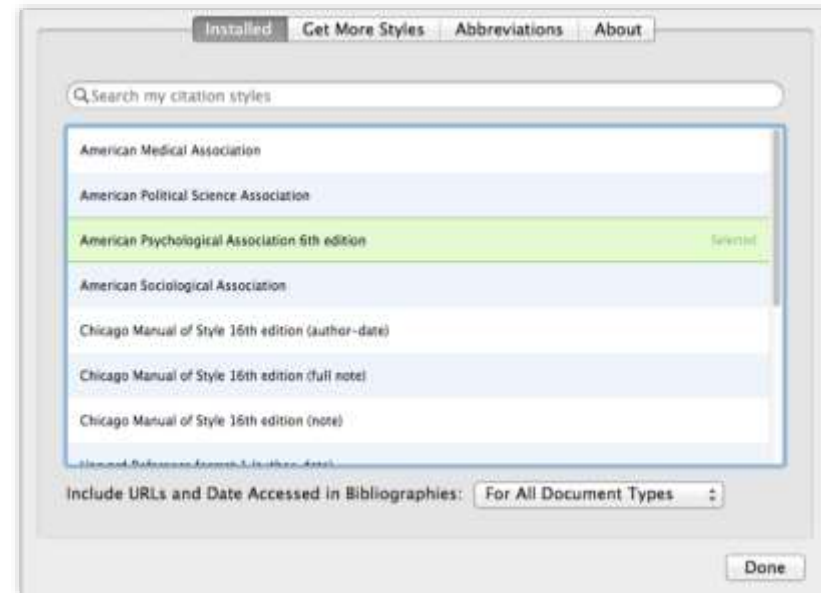 Installed Get More Styles Abbreviations About
Search my citation styles
American Medical Association
American Political Science Association
American Psychological Association 6th edition Selected
American Sociological Association
Chicago Manual of Style 16th edition (author-date)
Chicago Manual of Style 16th edition (full note)
Chicago Manual of Style 16th edition (note)
Include URLs and Date Accessed in Bibliographies: For All Document Types
Done